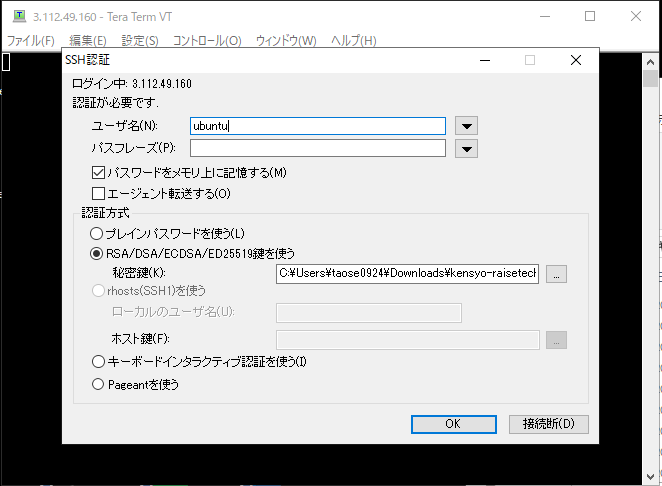 3.112.49.160 - Tera Term VT
ファイル(F) 編集(E) 設定(S) コントロール(O) ウィンドウ(W) ヘルプ(H)
SSH認証
ログイン中: 3.112.49.160
認証が必要です.
ユーザ名(N): ubuntu
パスフレーズ(P):
パスワードをメモリ上に記憶する(M)
エージェント転送する(O)
認証方式
プレインパスワードを使う(L)
RSA/DSA/ECDSA/ED25519鍵を使う
秘密鍵(K): C:¥Users¥taose0924¥Downloads¥kensyo-raisetech ...
rhosts(SSH1)を使う
ローカルのユーザ名(U):
ホスト鍵(F): ...
キーボードインタラクティブ認証を使う(I)
Pageantを使う
OK 接続断(D)